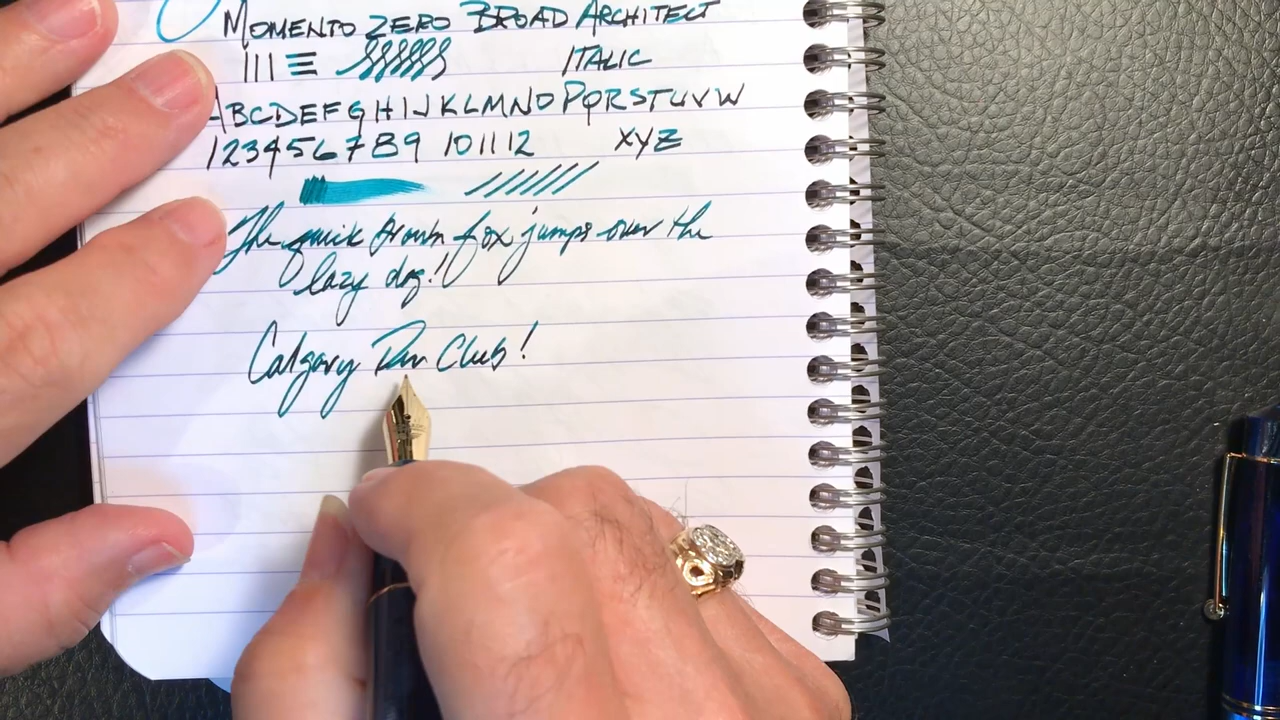 MOMENTO ZERO BROAD ARCHITECT
ITALIC
ABCDEFGHIJKLMNOPQRSTUVW
123456789 10 11 12 XYZ
The quick brown fox jumps over the
lazy dog!
Calgary Pen Club!